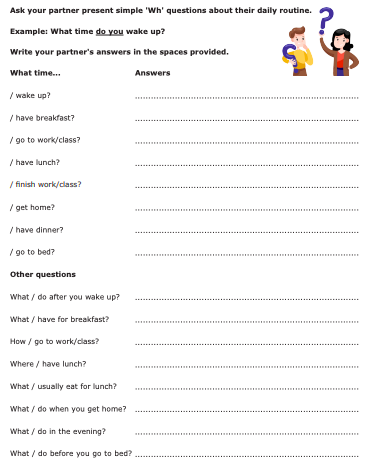 Ask your partner present simple 'Wh' questions about their daily routine.
Example: What time do you wake up?
Write your partner's answers in the spaces provided.
What time... Answers
/ wake up? ................................................................................
/ have breakfast? ................................................................................
/ go to work/class? ................................................................................
/ have lunch? ................................................................................
/ finish work/class? ................................................................................
/ get home? ................................................................................
/ have dinner? ................................................................................
/ go to bed? ................................................................................
Other questions
What / do after you wake up? ................................................................................
What / have for breakfast? ................................................................................
How / go to work/class? ................................................................................
Where / have lunch? ................................................................................
What / usually eat for lunch? ................................................................................
What / do when you get home? ................................................................................
What / do in the evening? ................................................................................
What / do before you go to bed? ................................................................................